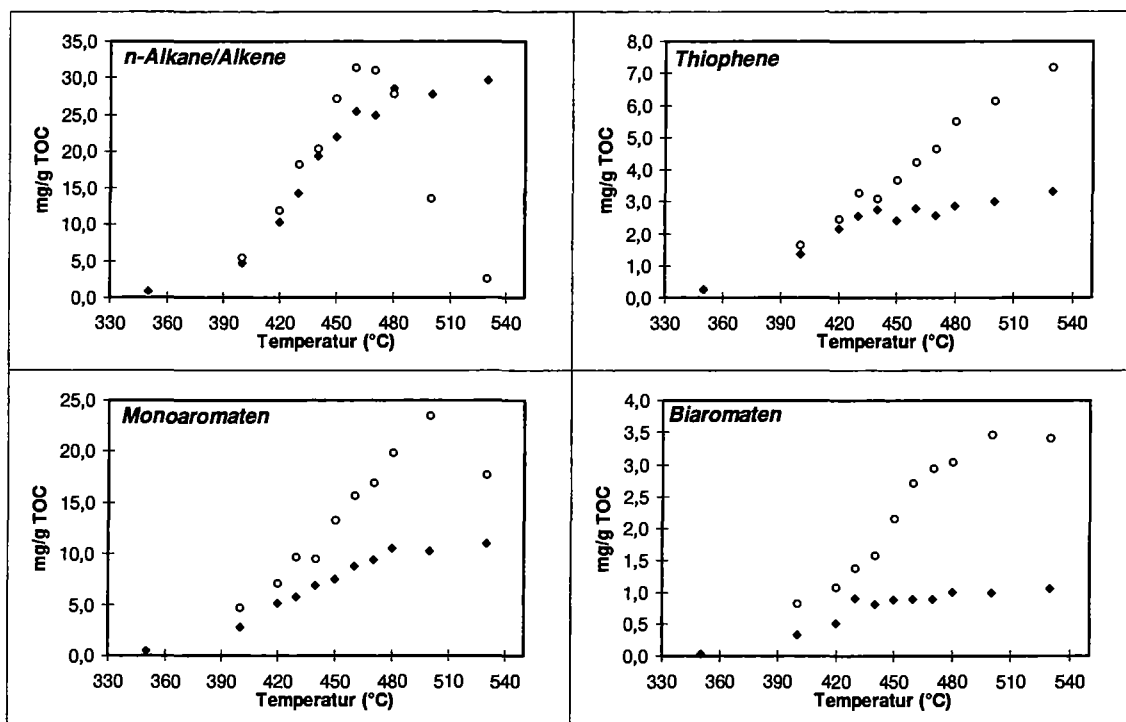 n-Alkane/Alkene
35,0
30,0
25,0
20,0
15,0
10,0
5,0
0,0
mg/g TOC
330 360 390 420 450 480 510 540
Temperatur (°C)
Thiophene
8,0
7,0
6,0
5,0
4,0
3,0
2,0
1,0
0,0
mg/g TOC
330 360 390 420 450 480 510 540
Temperatur (°C)
Monoaromaten
25,0
20,0
15,0
10,0
5,0
0,0
mg/g TOC
330 360 390 420 450 480 510 540
Temperatur (°C)
Biaromaten
4,0
3,5
3,0
2,5
2,0
1,5
1,0
0,5
0,0
mg/g TOC
330 360 390 420 450 480 510 540
Temperatur (°C)